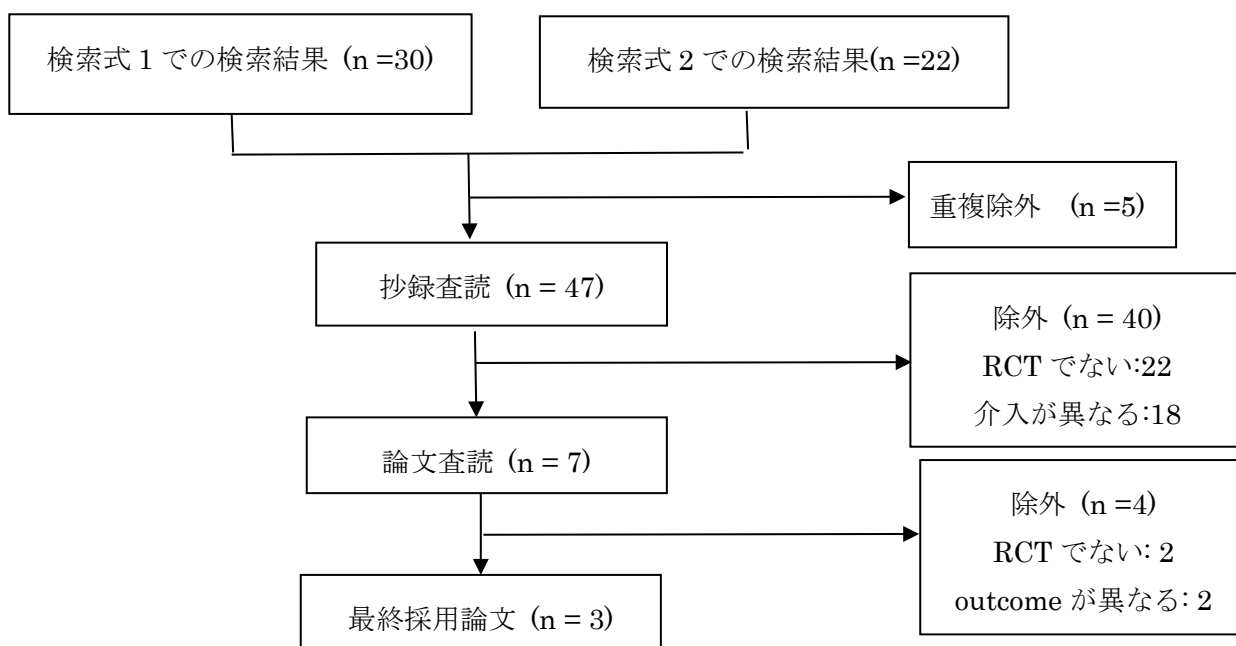 検索式 1 での検索結果 (n =30)
検索式 2 での検索結果(n =22)
重複除外 (n =5)
抄録査読 (n = 47)
除外 (n = 40)
RCT でない:22
介入が異なる:18
論文査読 (n = 7)
除外 (n =4)
RCT でない: 2
outcome が異なる: 2
最終採用論文 (n = 3)